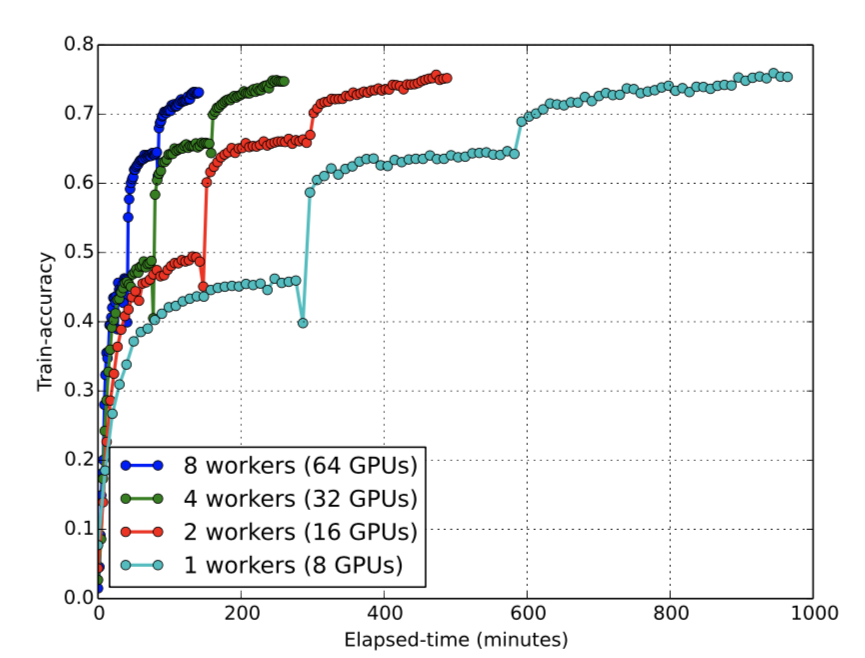 0.8
0.7
0.6
0.5
0.4
0.3
0.2
0.1
0.0
Train-accuracy
8 workers (64 GPUs)
4 workers (32 GPUs)
2 workers (16 GPUs)
1 workers (8 GPUs)
0 200 400 600 800 1000
Elapsed-time (minutes)